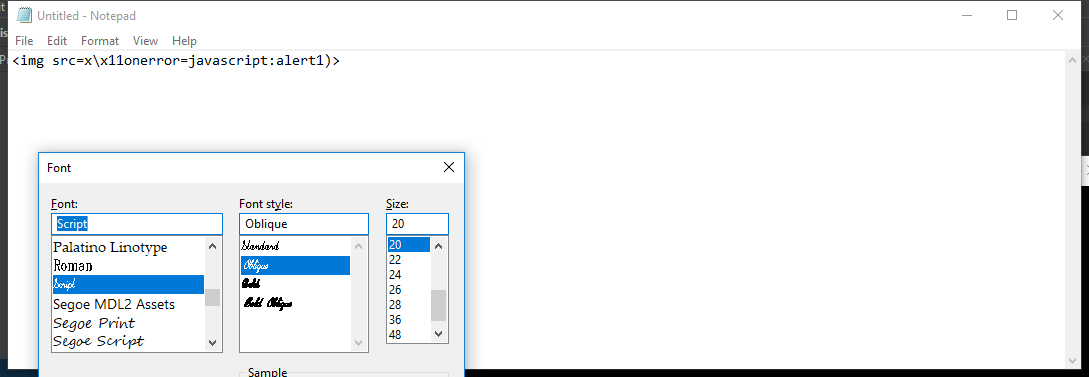 Untitled - Notepad
File Edit Format View Help
<img src=x\x11onerror=javascript:alert1)>
Font
Font: Font style: Size:
Script Oblique 20
Palatino Linotype Standard 20
Roman Oblique 22
Script Bold 24
Segoe MDL2 Assets Bold Oblique 26
Segoe Print 28
Segoe Script 36
48
Sample